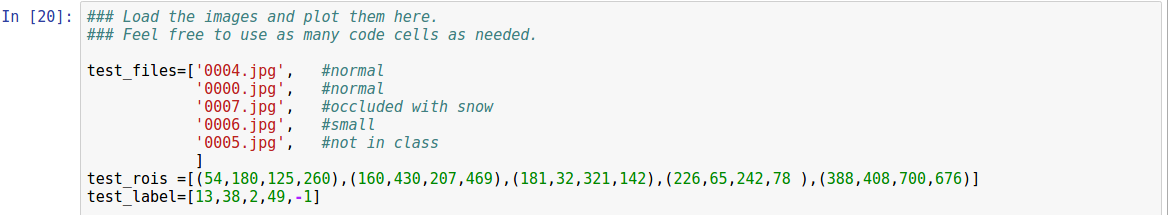 In [20]: ### Load the images and plot them here.
### Feel free to use as many code cells as needed.
test_files=['0004.jpg',   #normal
'0000.jpg',   #normal
'0007.jpg',   #occluded with snow
'0006.jpg',   #small
'0005.jpg',   #not in class
]
test_rois =[(54,180,125,260),(160,430,207,469),(181,32,321,142),(226,65,242,78 ),(388,408,700,676)]
test_label=[13,38,2,49,-1]